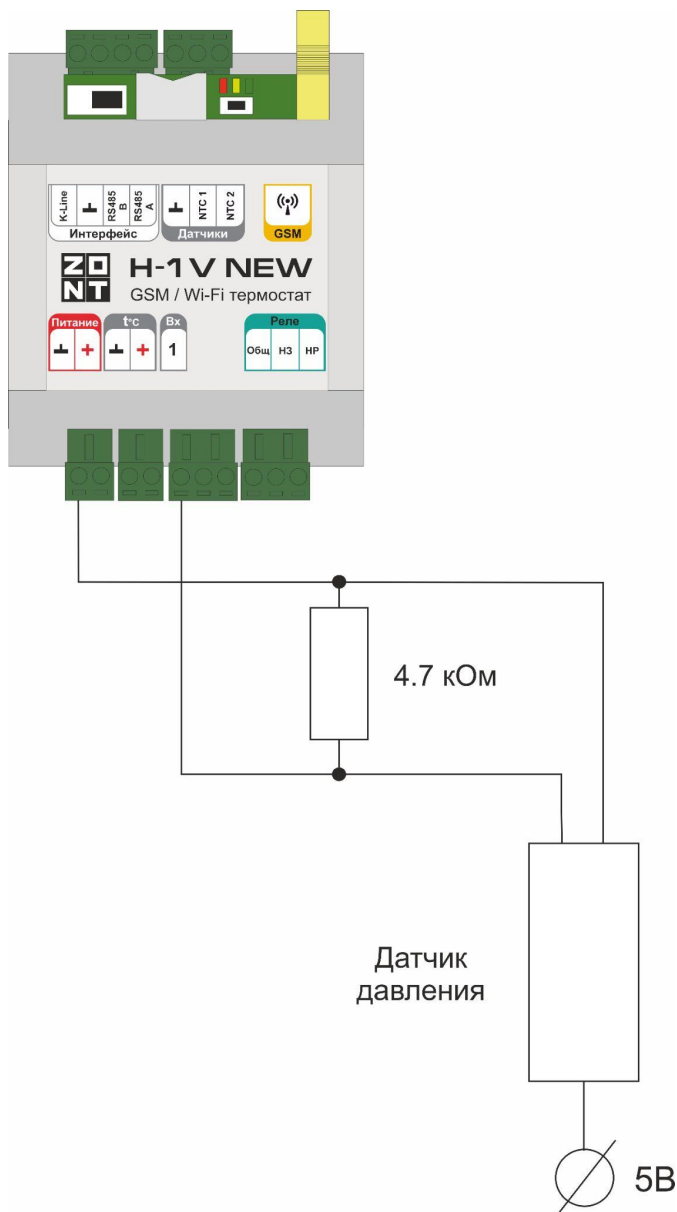 K-Line
RS485 B
RS485 A
NTC 1
NTC 2
Интерфейс
Датчики
GSM
ZONT
H-1V NEW
GSM / Wi-Fi термостат
Питание
t°C
Вх
Реле
+
+
1
Общ
НЗ
НР
4.7 кОм
Датчик
давления
5В